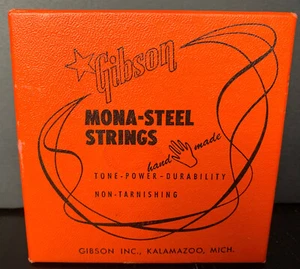 Gibson
MONA-STEEL
STRINGS
hand made
TONE-POWER-DURABILITY
NON-TARNISHING
GIBSON INC., KALAMAZOO, MICH.